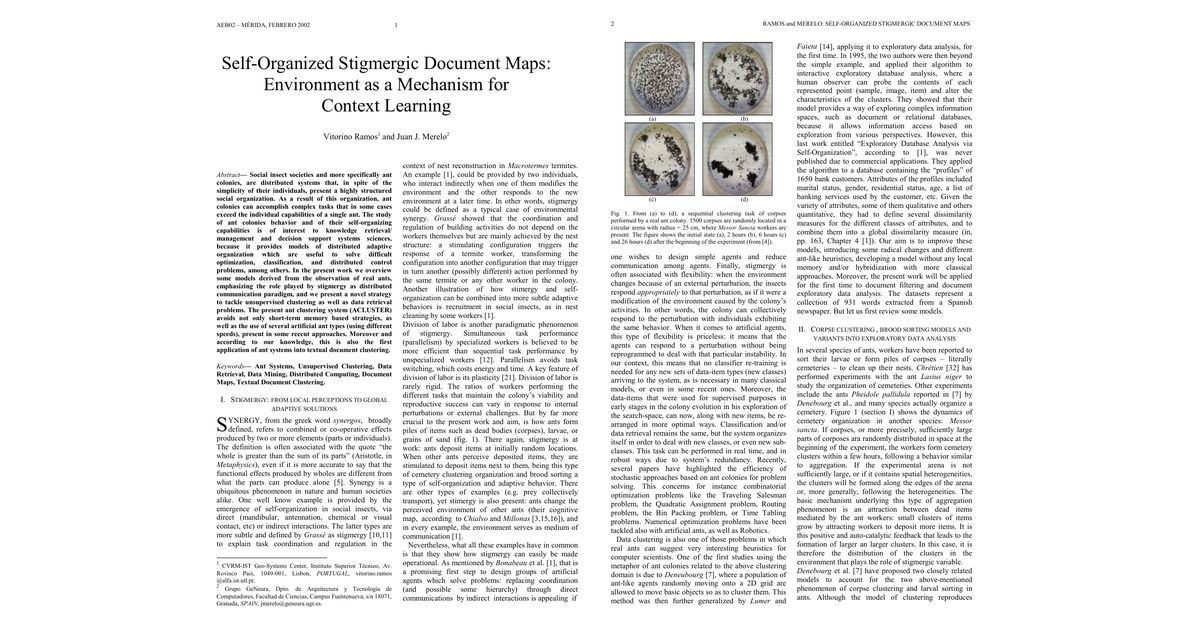 AEB02 – MÉRIDA, FEBRERO 2002
1
Self-Organized Stigmergic Document Maps:
Environment as a Mechanism for
Context Learning
Vitorino Ramos1 and Juan J. Merelo2
Abstract— Social insect societies and more specifically ant
colonies, are distributed systems that, in spite of the
simplicity of their individuals, present a highly structured
social organization. As a result of this organization, ant
colonies can accomplish complex tasks that in some cases
exceed the individual capabilities of a single ant. The study
of ant colonies behavior and of their self-organizing
capabilities is of interest to knowledge retrieval/
management and decision support systems sciences,
because it provides models of distributed adaptive
organization which are useful to solve difficult
optimization, classification, and distributed control
problems, among others. In the present work we overview
some models derived from the observation of real ants,
emphasizing the role played by stigmergy as distributed
communication paradigm, and we present a novel strategy
to tackle unsupervised clustering as well as data retrieval
problems. The present ant clustering system (ACLUSTER)
avoids not only short-term memory based strategies, as
well as the use of several artificial ant types (using different
speeds), present in some recent approaches. Moreover and
according to our knowledge, this is also the first
application of ant systems into textual document clustering.
Keywords— Ant Systems, Unsupervised Clustering, Data
Retrieval, Data Mining, Distributed Computing, Document
Maps, Textual Document Clustering.
I. STIGMERGY: FROM LOCAL PERCEPTIONS TO GLOBAL
ADAPTIVE SOLUTIONS
SYNERGY, from the greek word synergos, broadly
defined, refers to combined or co-operative effects
produced by two or more elements (parts or individuals).
The definition is often associated with the quote “the
whole is greater than the sum of its parts” (Aristotle, in
Metaphysics), even if it is more accurate to say that the
functional effects produced by wholes are different from
what the parts can produce alone [5]. Synergy is a
ubiquitous phenomenon in nature and human societies
alike. One well know example is provided by the
emergence of self-organization in social insects, via
direct (mandibular, antennation, chemical or visual
contact, etc) or indirect interactions. The latter types are
more subtle and defined by Grassé as stigmergy [10,11]
to explain task coordination and regulation in the
1 CVRM-IST Geo-Systems Center, Instituto Superior Técnico, Av.
Rovisco Pais, 1049-001, Lisbon, PORTUGAL, vitorino.ramos
@alfa.ist.utl.pt.
2 Grupo GeNeura, Dpto. de Arquitectura y Tecnología de
Computadores, Facultad de Ciencias, Campus Fuentenueva, s/n 18071,
Granada, SPAIN, jmerelo@geneura.ugr.es.
context of nest reconstruction in Macrotermes termites.
An example [1], could be provided by two individuals,
who interact indirectly when one of them modifies the
environment and the other responds to the new
environment at a later time. In other words, stigmergy
could be defined as a typical case of environmental
synergy. Grassé showed that the coordination and
regulation of building activities do not depend on the
workers themselves but are mainly achieved by the nest
structure: a stimulating configuration triggers the
response of a termite worker, transforming the
configuration into another configuration that may trigger
in turn another (possibly different) action performed by
the same termite or any other worker in the colony.
Another illustration of how stimergy and self-
organization can be combined into more subtle adaptive
behaviors is recruitment in social insects, as in nest
cleaning by some workers [1].
Division of labor is another paradigmatic phenomenon
of stigmergy. Simultaneous task performance
(parallelism) by specialized workers is believed to be
more efficient than sequential task performance by
unspecialized workers [12]. Parallelism avoids task
switching, which costs energy and time. A key feature of
division of labor is its plasticity [21]. Division of labor is
rarely rigid. The ratios of workers performing the
different tasks that maintain the colony's viability and
reproductive success can vary in response to internal
perturbations or external challenges. But by far more
crucial to the present work and aim, is how ants form
piles of items such as dead bodies (corpses), larvae, or
grains of sand (fig. 1). There again, stigmergy is at
work: ants deposit items at initially random locations.
When other ants perceive deposited items, they are
stimulated to deposit items next to them, being this type
of cemetery clustering organization and brood sorting a
type of self-organization and adaptive behavior. There
are other types of examples (e.g. prey collectively
transport), yet stimergy is also present: ants change the
perceived environment of other ants (their cognitive
map, according to Chialvo and Millonas [3,15,16]), and
in every example, the environment serves as medium of
communication [1].
Nevertheless, what all these examples have in common
is that they show how stigmergy can easily be made
operational. As mentioned by Bonabeau et al. [1], that is
a promising first step to design groups of artificial
agents which solve problems: replacing coordination
(and possible some hierarchy) through direct
communications by indirect interactions is appealing if
2
RAMOS and MERELO: SELF-ORGANIZED STIGMERGIC DOCUMENT MAPS
(a)
(b)
(c)
(d)
Fig. 1. From (a) to (d), a sequential clustering task of corpses
performed by a real ant colony. 1500 corpses are randomly located in a
circular arena with radius = 25 cm, where Messor Sancta workers are
present. The figure shows the initial state (a), 2 hours (b), 6 hours (c)
and 26 hours (d) after the beginning of the experiment (from [4]).
one wishes to design simple agents and reduce
communication among agents. Finally, stigmergy is
often associated with flexibility: when the environment
changes because of an external perturbation, the insects
respond appropriately to that perturbation, as if it were a
modification of the environment caused by the colony's
activities. In other words, the colony can collectively
respond to the perturbation with individuals exhibiting
the same behavior. When it comes to artificial agents,
this type of flexibility is priceless: it means that the
agents can respond to a perturbation without being
reprogrammed to deal with that particular instability. In
our context, this means that no classifier re-training is
needed for any new sets of data-item types (new classes)
arriving to the system, as is necessary in many classical
models, or even in some recent ones. Moreover, the
data-items that were used for supervised purposes in
early stages in the colony evolution in his exploration of
the search-space, can now, along with new items, be re-
arranged in more optimal ways. Classification and/or
data retrieval remains the same, but the system organizes
itself in order to deal with new classes, or even new sub-
classes. This task can be performed in real time, and in
robust ways due to system's redundancy. Recently,
several papers have highlighted the efficiency of
stochastic approaches based on ant colonies for problem
solving. This concerns for instance combinatorial
optimization problems like the Traveling Salesman
problem, the Quadratic Assignment problem, Routing
problem, the Bin Packing problem, or Time Tabling
problems. Numerical optimization problems have been
tackled also with artificial ants, as well as Robotics.
Data clustering is also one of those problems in which
real ants can suggest very interesting heuristics for
computer scientists. One of the first studies using the
metaphor of ant colonies related to the above clustering
domain is due to Deneubourg [7], where a population of
ant-like agents randomly moving onto a 2D grid are
allowed to move basic objects so as to cluster them. This
method was then further generalized by Lumer and
Faieta [14], applying it to exploratory data analysis, for
the first time. In 1995, the two authors were then beyond
the simple example, and applied their algorithm to
interactive exploratory database analysis, where a
human observer can probe the contents of each
represented point (sample, image, item) and alter the
characteristics of the clusters. They showed that their
model provides a way of exploring complex information
spaces, such as document or relational databases,
because it allows information access based on
exploration from various perspectives. However, this
last work entitled “Exploratory Database Analysis via
Self-Organization”, according to [1], was never
published due to commercial applications. They applied
the algorithm to a database containing the “profiles” of
1650 bank customers. Attributes of the profiles included
marital status, gender, residential status, age, a list of
banking services used by the customer, etc. Given the
variety of attributes, some of them qualitative and others
quantitative, they had to define several dissimilarity
measures for the different classes of attributes, and to
combine them into a global dissimilarity measure (in,
pp. 163, Chapter 4 [1]). Our aim is to improve these
models, introducing some radical changes and different
ant-like heuristics, developing a model without any local
memory and/or hybridization with more classical
approaches. Moreover, the present work will be applied
for the first time to document filtering and document
exploratory data analysis. The datasets represent a
collection of 931 words extracted from a Spanish
newspaper. But let us first review some models.
II. CORPSE CLUSTERING , BROOD SORTING MODELS AND
VARIANTS INTO EXPLORATORY DATA ANALYSIS
In several species of ants, workers have been reported to
sort their larvae or form piles of corpses – literally
cemeteries – to clean up their nests. Chrétien [32] has
performed experiments with the ant Lasius niger to
study the organization of cemeteries. Other experiments
include the ants Pheidole pallidula reported in [7] by
Denebourg et al., and many species actually organize a
cemetery. Figure 1 (section I) shows the dynamics of
cemetery organization in another species: Messor
sancta. If corpses, or more precisely, sufficiently large
parts of corposes are randomly distributed in space at the
beginning of the experiment, the workers form cemetery
clusters within a few hours, following a behavior similar
to aggregation. If the experimental arena is not
sufficiently large, or if it contains spatial heterogeneities,
the clusters will be formed along the edges of the arena
or, more generally, following the heterogeneities. The
basic mechanism underlying this type of aggregation
phenomenon is an attraction between dead items
mediated by the ant workers: small clusters of items
grow by attracting workers to deposit more items. It is
this positive and auto-catalytic feedback that leads to the
formation of larger an larger clusters. In this case, it is
therefore the distribution of the clusters in the
environment that plays the role of stigmergic variable.
Denebourg et al. [7] have proposed two closely related
models to account for the two above-mentioned
phenomenon of corpse clustering and larval sorting in
ants. Although the model of clustering reproduces